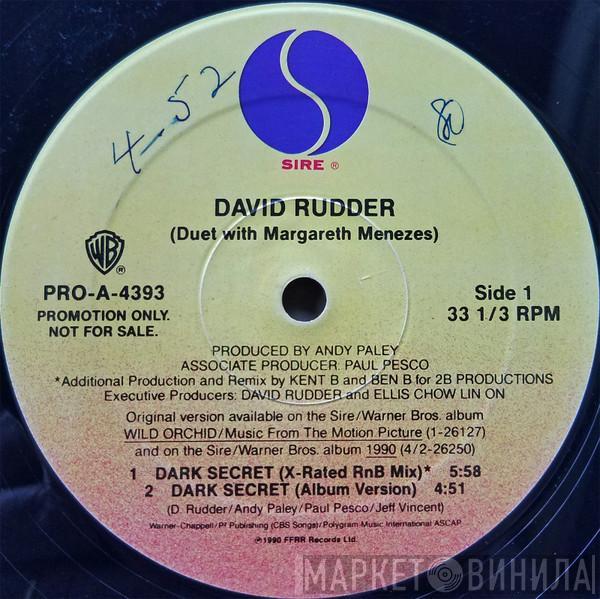 4-52
80
SIRE ®
DAVID RUDDER
(Duet with Margareth Menezes)
WB ®
PRO-A-4393
PROMOTION ONLY.
NOT FOR SALE.
Side 1
33 1/3 RPM
PRODUCED BY ANDY PALEY
ASSOCIATE PRODUCER: PAUL PESCO
*Additional Production and Remix by KENT B and BEN B for 2B PRODUCTIONS
Executive Producers: DAVID RUDDER and ELLIS CHOW LIN ON
Original version available on the Sire/Warner Bros. album
WILD ORCHID/Music From The Motion Picture (1-26127)
and on the Sire/Warner Bros. album 1990 (4/2-26250)
1 DARK SECRET (X-Rated RnB Mix)* 5:58
2 DARK SECRET (Album Version) 4:51
(D. Rudder/Andy Paley/Paul Pesco/Jeff Vincent)
Warner-Chappell/Pf Publishing (CBS Songs)/Polygram Music International ASCAP
℗1990 FFRR Records Ltd.
МАРКЕТ ВИНИЛА